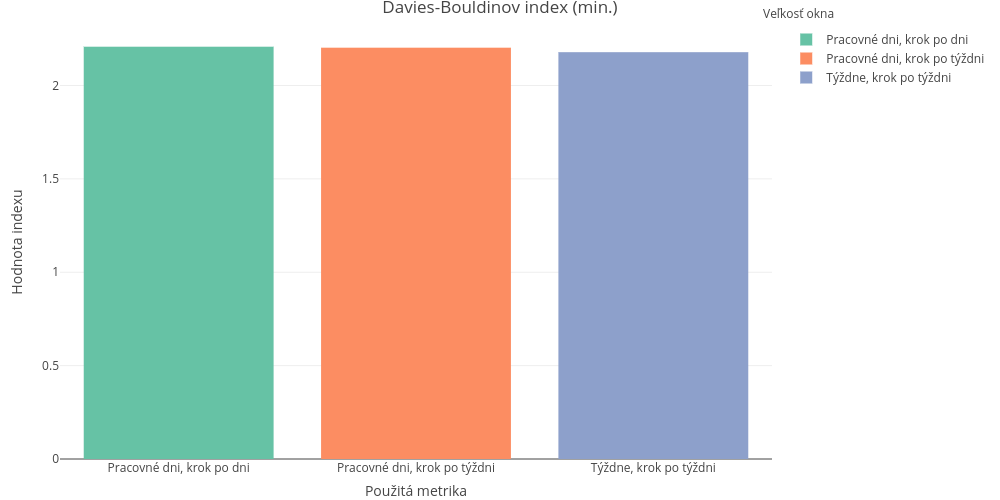 Davies-Bouldinov index (min.)
Veľkosť okna
Pracovné dni, krok po dni
Pracovné dni, krok po týždni
Týždne, krok po týždni
Hodnota indexu
2
1.5
1
0.5
0
Pracovné dni, krok po dni
Pracovné dni, krok po týždni
Týždne, krok po týždni
Použitá metrika